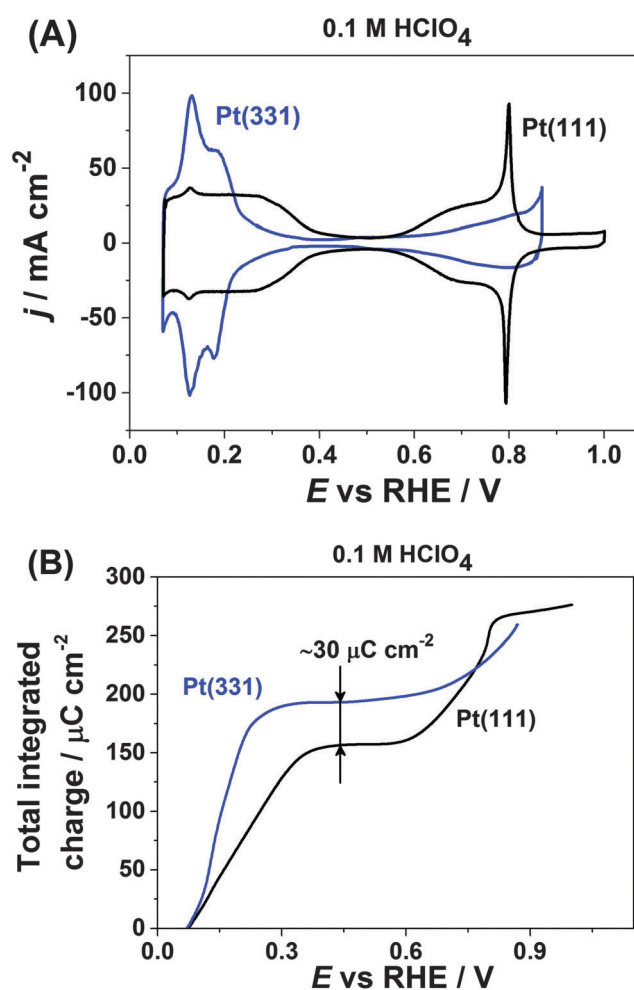 (A)
0.1 M HClO₄
j / mA cm⁻²
100
50
0
-50
-100
Pt(331)
Pt(111)
0.0 0.2 0.4 0.6 0.8 1.0
E vs RHE / V
(B)
0.1 M HClO₄
Total integrated
charge / μC cm⁻²
300
250
200
150
100
50
0
~30 μC cm⁻²
Pt(331)
Pt(111)
0.0 0.3 0.6 0.9
E vs RHE / V